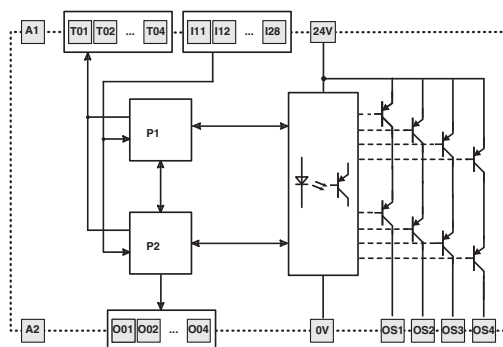 A1 T01 T02 ... T04 I11 I12 ... I28 24V
P1
P2
A2 O01 O02 ... O04 0V OS1 OS2 OS3 OS4